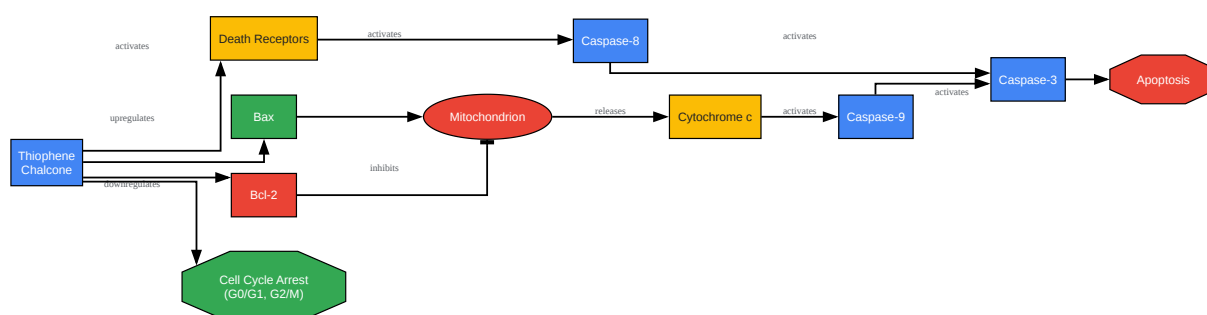 activates
Death Receptors
activates
Caspase-8
activates
Caspase-3
activates
Apoptosis
upregulates
Bax
Mitochondrion
releases
Cytochrome c
activates
Caspase-9
Thiophene
Chalcone
downregulates
Bcl-2
inhibits
Cell Cycle Arrest
(G0/G1, G2/M)